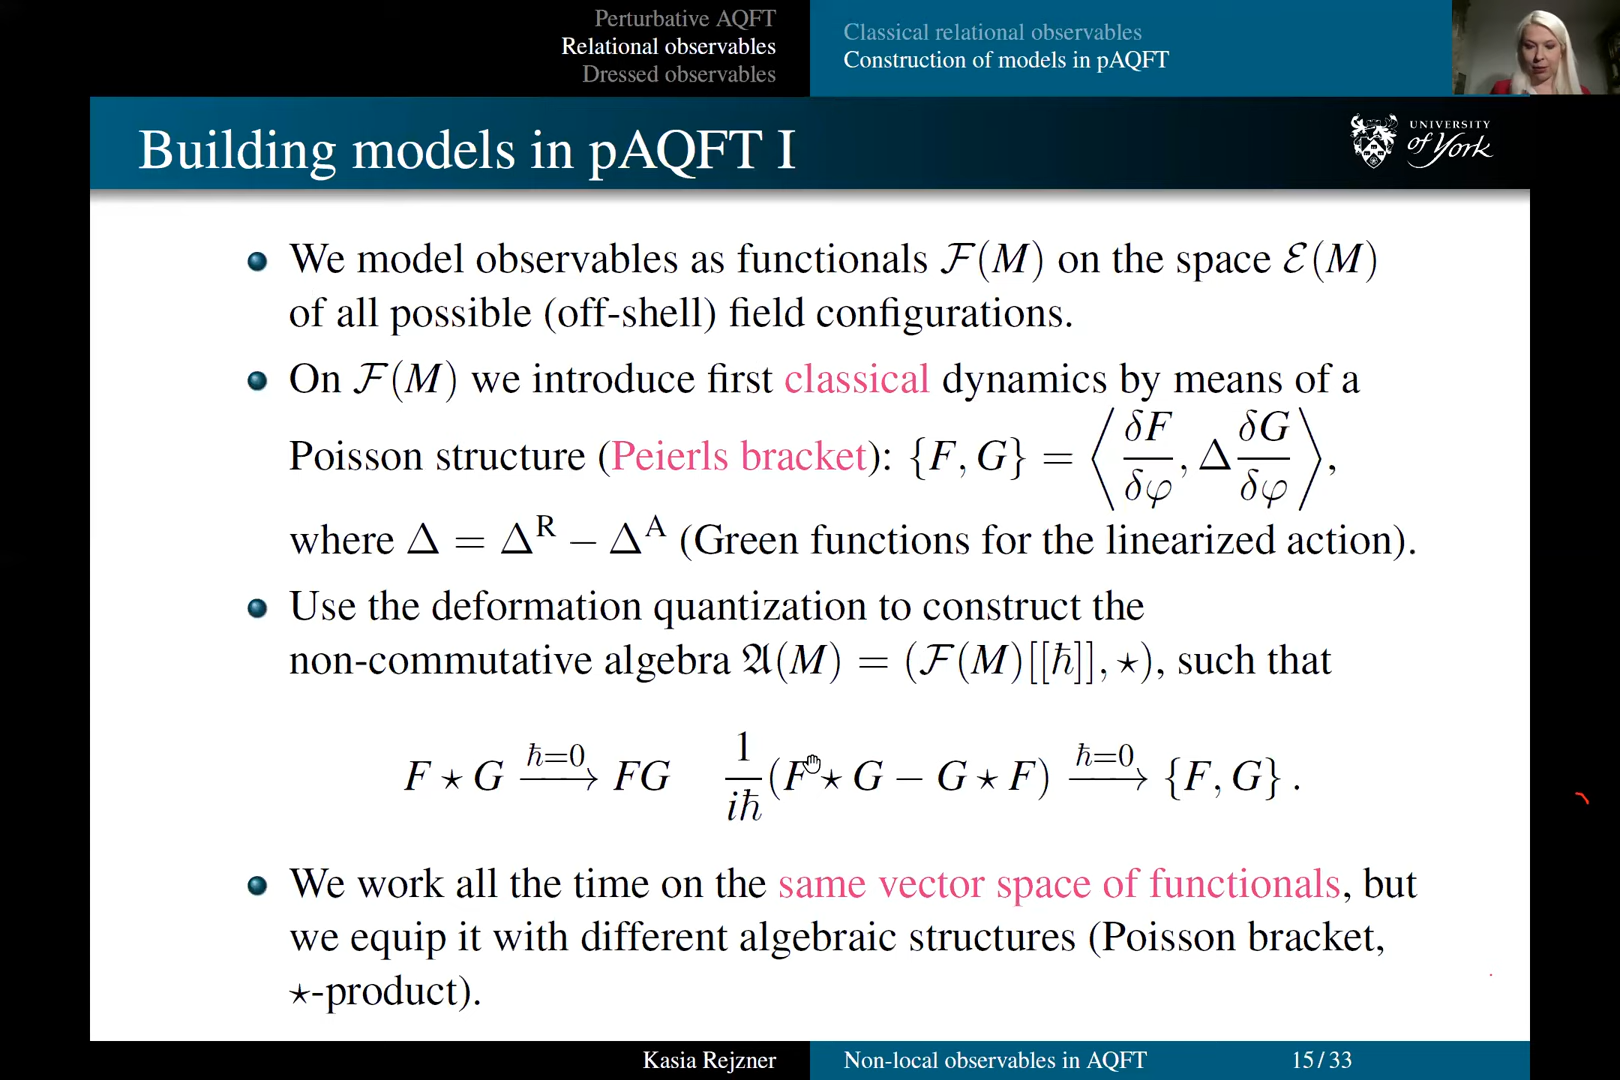 Perturbative AQFT
Relational observables
Dressed observables
Classical relational observables
Construction of models in pAQFT
Building models in pAQFT I
UNIVERSITY
of York
We model observables as functionals ℱ(M) on the space ℰ(M)
of all possible (off-shell) field configurations.
On ℱ(M) we introduce first classical dynamics by means of a
Poisson structure (Peierls bracket): {F, G} = ⟨δF/δφ, Δ δG/δφ⟩,
where Δ = Δ^R − Δ^A (Green functions for the linearized action).
Use the deformation quantization to construct the
non-commutative algebra 𝔄(M) = (ℱ(M)[[ℏ]], ⋆), such that
F ⋆ G —ℏ=0→ FG 1/iℏ (F ⋆ G − G ⋆ F) —ℏ=0→ {F, G} .
We work all the time on the same vector space of functionals, but
we equip it with different algebraic structures (Poisson bracket,
⋆-product).
Kasia Rejzner
Non-local observables in AQFT
15 / 33